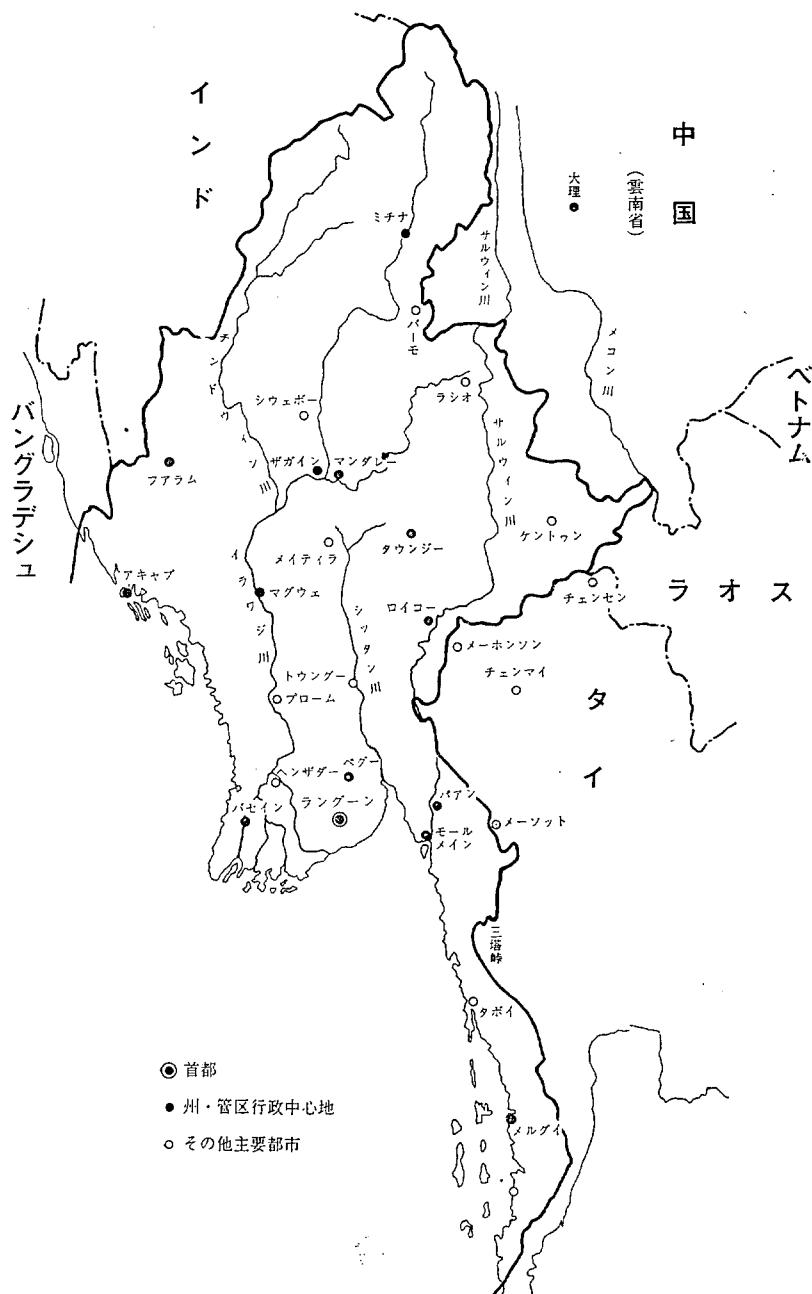 インド
中国
(雲南省)
大理
ミチナ
サルウィン川
バーモ
メコン川
ベトナム
チンドウィン川
シウェボー
ラシオ
バングラデシュ
ファラム
ザガイン
マンダレー
サルウィン川
メイティラ
タウンジー
ケントゥン
アキャブ
マグウェ
イラワジ川
シッタン川
ロイコー
チェンセン
ラオス
メーホンソン
チェンマイ
タイ
トウングー
プローム
ヘンザダー
ペグー
バセイン
ラングーン
パアン
モールメイン
メーソット
三塔峠
タボイ
メルグイ
首都
州・管区行政中心地
その他主要都市